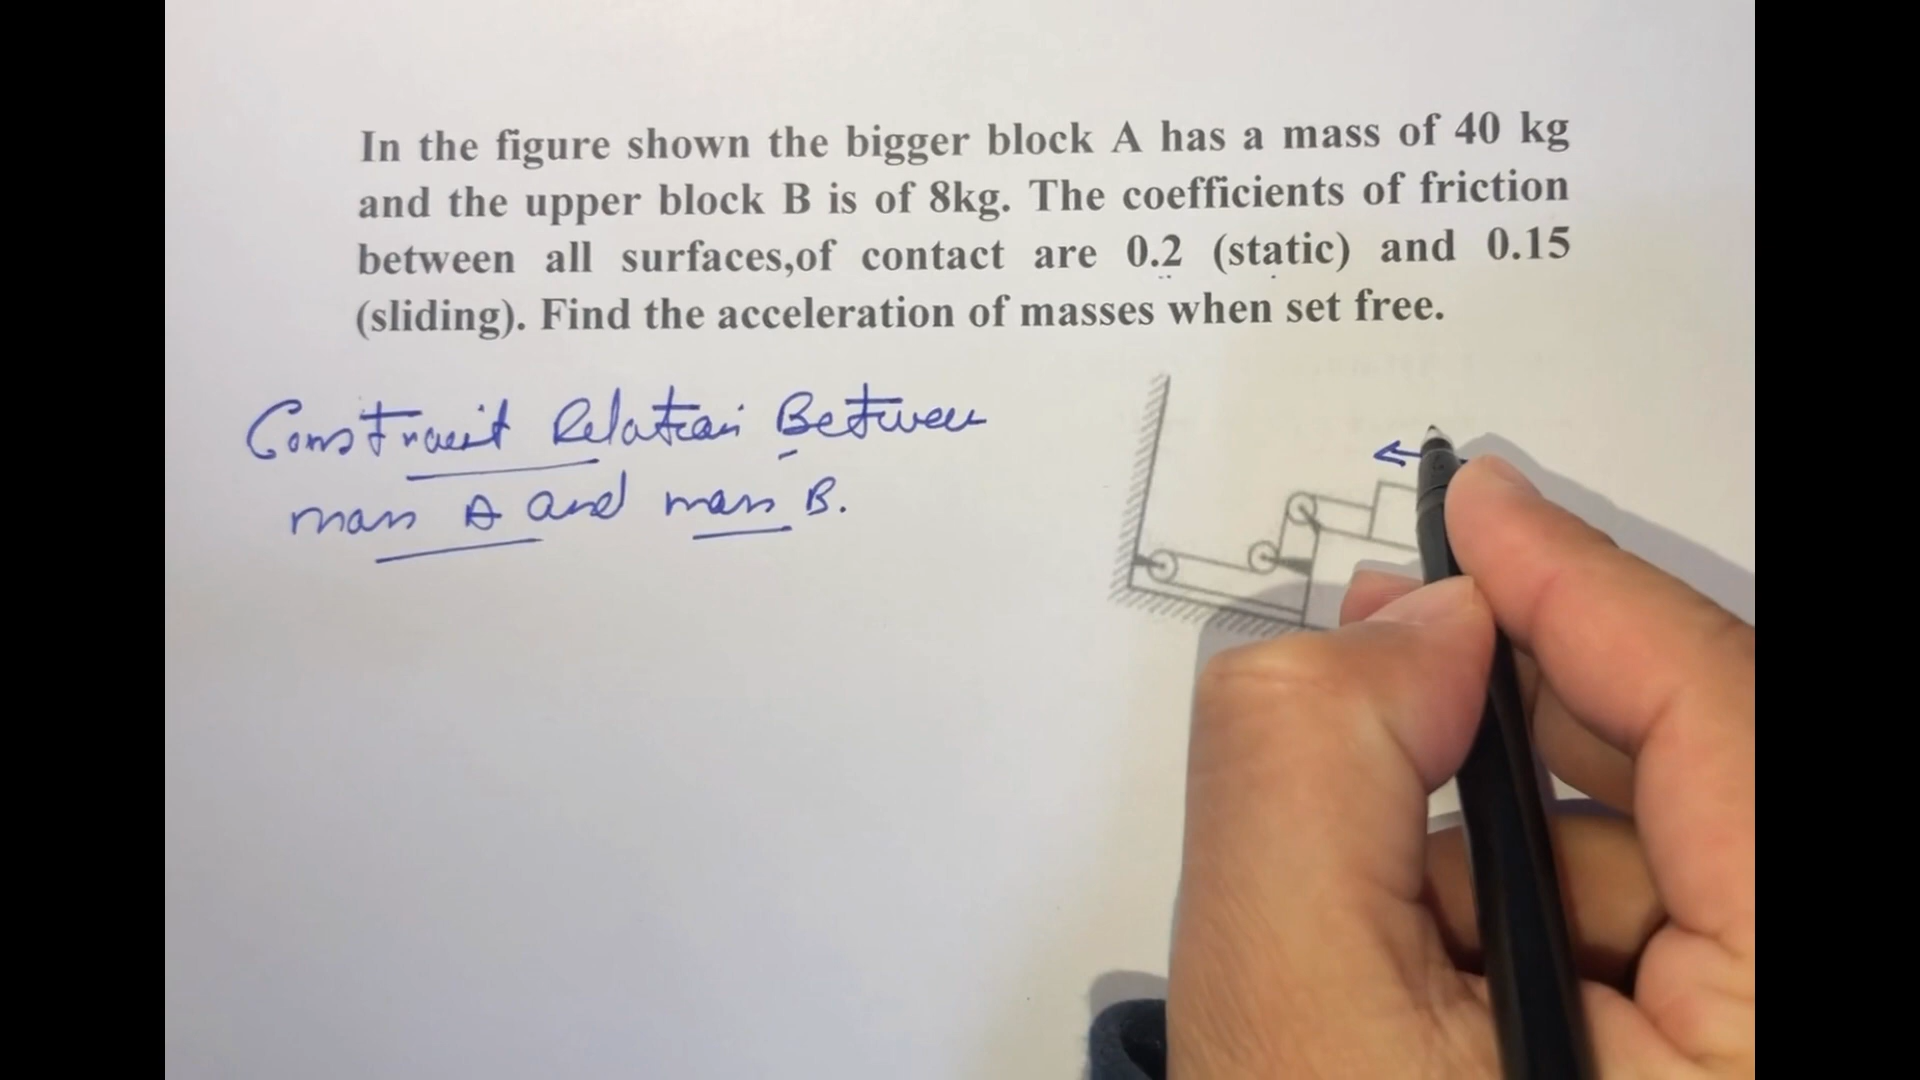 In the figure shown the bigger block A has a mass of 40 kg
and the upper block B is of 8kg. The coefficients of friction
between all surfaces,of contact are 0.2 (static) and 0.15
(sliding). Find the acceleration of masses when set free.
Constraint Relation Between
mass A and mass B.